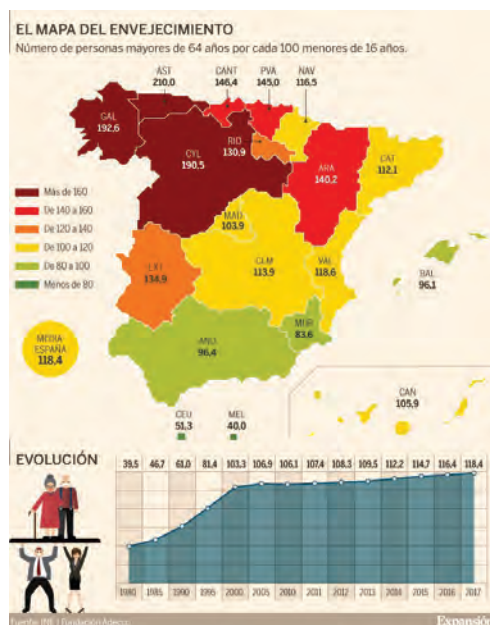 EL MAPA DEL ENVEJECIMIENTO
Número de personas mayores de 64 años por cada 100 menores de 16 años.
AST
210,0
CANT
146,4
PVA
145,0
NAV
116,5
GAL
192,6
RIO
130,9
CYL
190,5
ARA
140,2
CAT
112,1
Más de 160
De 140 a 160
De 120 a 140
De 100 a 120
De 80 a 100
Menos de 80
MAD
103,9
EXT
134,9
CLM
113,9
VAL
118,6
BAL
96,1
MEDIA
ESPAÑA
118,4
AND
96,4
MUR
83,6
CEU
51,3
MEL
40,0
CAN
105,9
EVOLUCIÓN
39,5 46,7 61,0 81,4 103,3 106,9 106,1 107,4 108,3 109,5 112,2 114,7 116,4 118,4
1980 1985 1990 1995 2000 2005 2010 2011 2012 2013 2014 2015 2016 2017
Fuente: INE | Fundación Adecco
Expansión